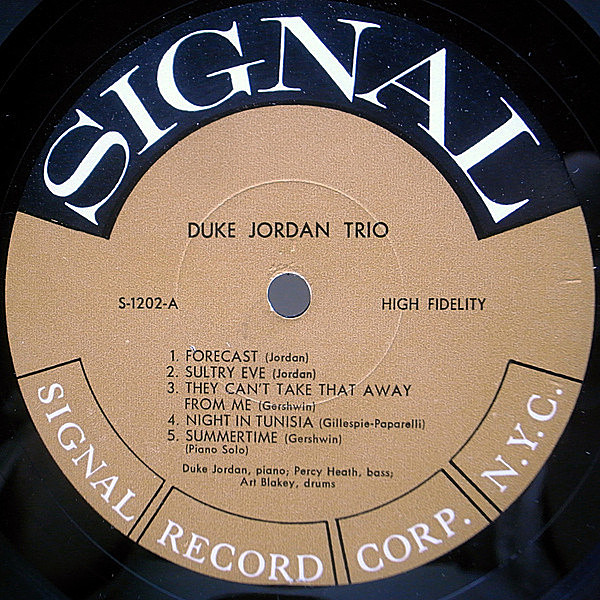 SIGNAL
DUKE JORDAN TRIO
S-1202-A
HIGH FIDELITY
1. FORECAST (Jordan)
2. SULTRY EVE (Jordan)
3. THEY CAN'T TAKE THAT AWAY
FROM ME (Gershwin)
4. NIGHT IN TUNISIA (Gillespie-Paparelli)
5. SUMMERTIME (Gershwin)
(Piano Solo)
Duke Jordan, piano; Percy Heath, bass;
Art Blakey, drums
SIGNAL RECORD CORP. N.Y.C.